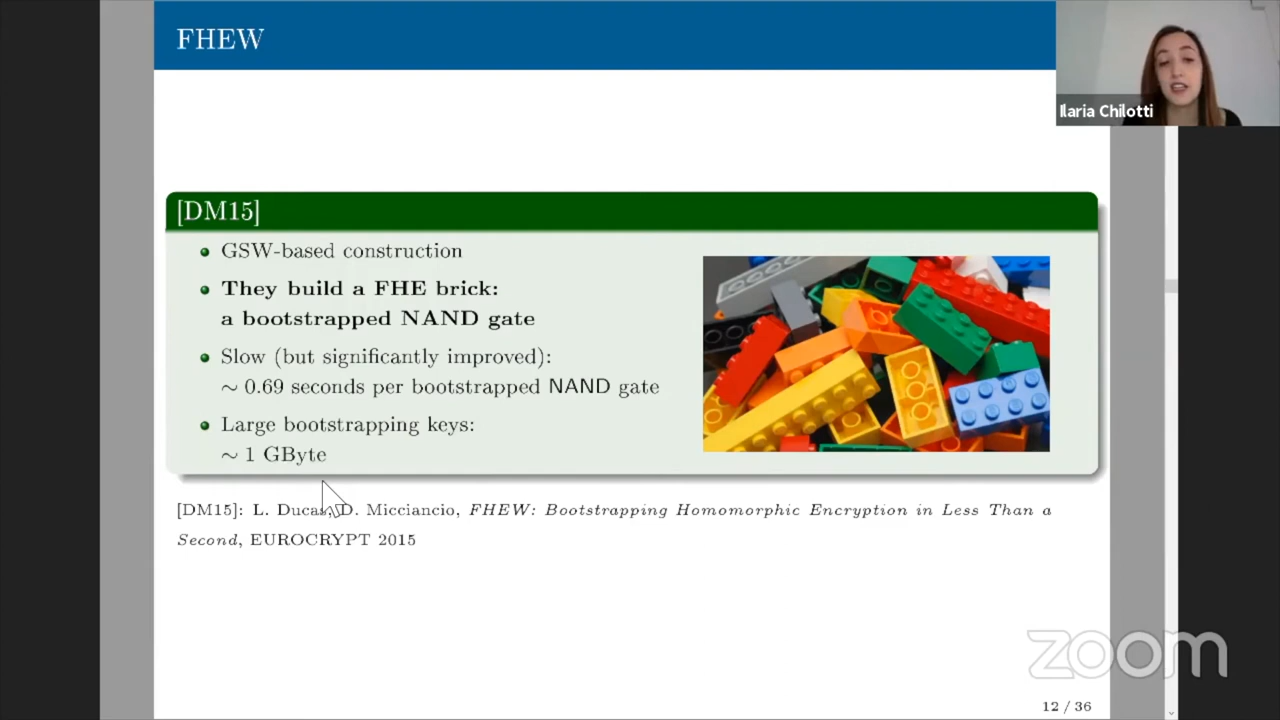 FHEW
Ilaria Chilotti
[DM15]
GSW-based construction
They build a FHE brick:
a bootstrapped NAND gate
Slow (but significantly improved):
∼ 0.69 seconds per bootstrapped NAND gate
Large bootstrapping keys:
∼ 1 GByte
[DM15]: L. Ducas, D. Micciancio, FHEW: Bootstrapping Homomorphic Encryption in Less Than a
Second, EUROCRYPT 2015
zoom
12 / 36